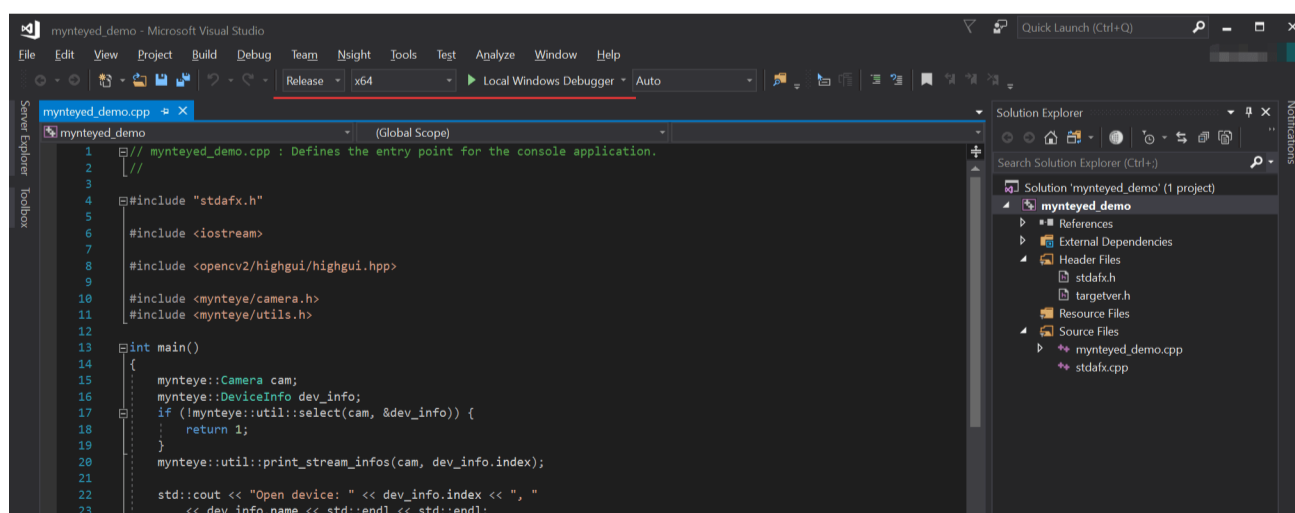 mynteyed_demo - Microsoft Visual Studio
Quick Launch (Ctrl+Q)
File Edit View Project Build Debug Team Nsight Tools Test Analyze Window Help
Release x64 Local Windows Debugger Auto
Server Explorer
Toolbox
mynteyed_demo.cpp
mynteyed_demo (Global Scope)
1 // mynteyed_demo.cpp : Defines the entry point for the console application.
2 //
3
4 #include "stdafx.h"
5
6 #include <iostream>
7
8 #include <opencv2/highgui/highgui.hpp>
9
10 #include <mynteye/camera.h>
11 #include <mynteye/utils.h>
12
13 int main()
14 {
15 mynteye::Camera cam;
16 mynteye::DeviceInfo dev_info;
17 if (!mynteye::util::select(cam, &dev_info)) {
18 return 1;
19 }
20 mynteye::util::print_stream_infos(cam, dev_info.index);
21
22 std::cout << "Open device: " << dev_info.index << ", "
23 << dev_info.name << std::endl << std::endl;
Solution Explorer
Search Solution Explorer (Ctrl+;)
Solution 'mynteyed_demo' (1 project)
mynteyed_demo
References
External Dependencies
Header Files
stdafx.h
targetver.h
Resource Files
Source Files
mynteyed_demo.cpp
stdafx.cpp
Notifications